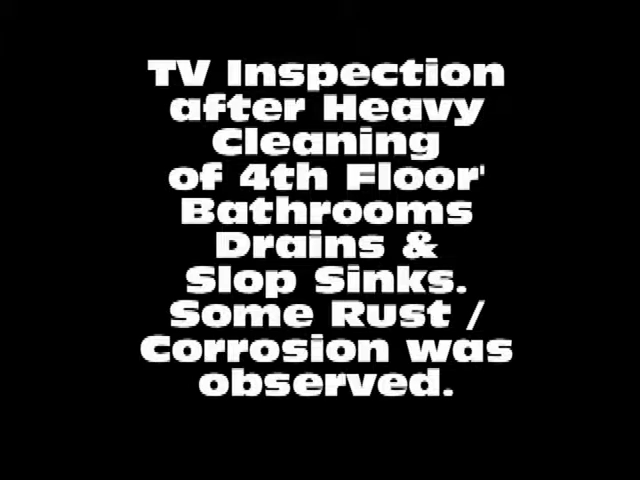 TV Inspection
after Heavy
Cleaning
of 4th Floor'
Bathrooms
Drains &
Slop Sinks.
Some Rust /
Corrosion was
observed.